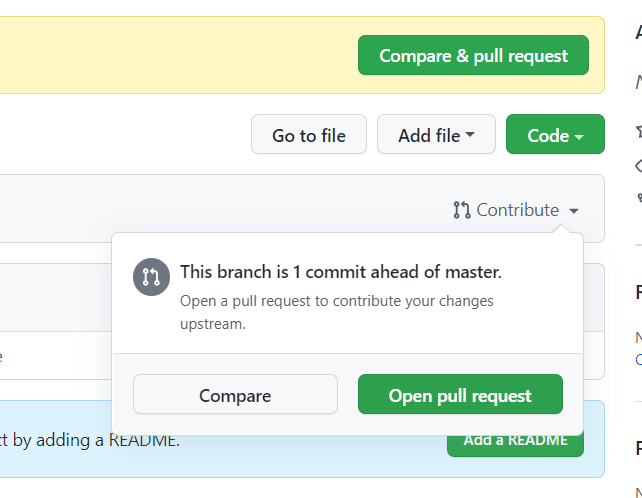 Compare & pull request
Go to file
Add file
Code
Contribute
This branch is 1 commit ahead of master.
Open a pull request to contribute your changes
upstream.
Compare
Open pull request
by adding a README.
Add a README